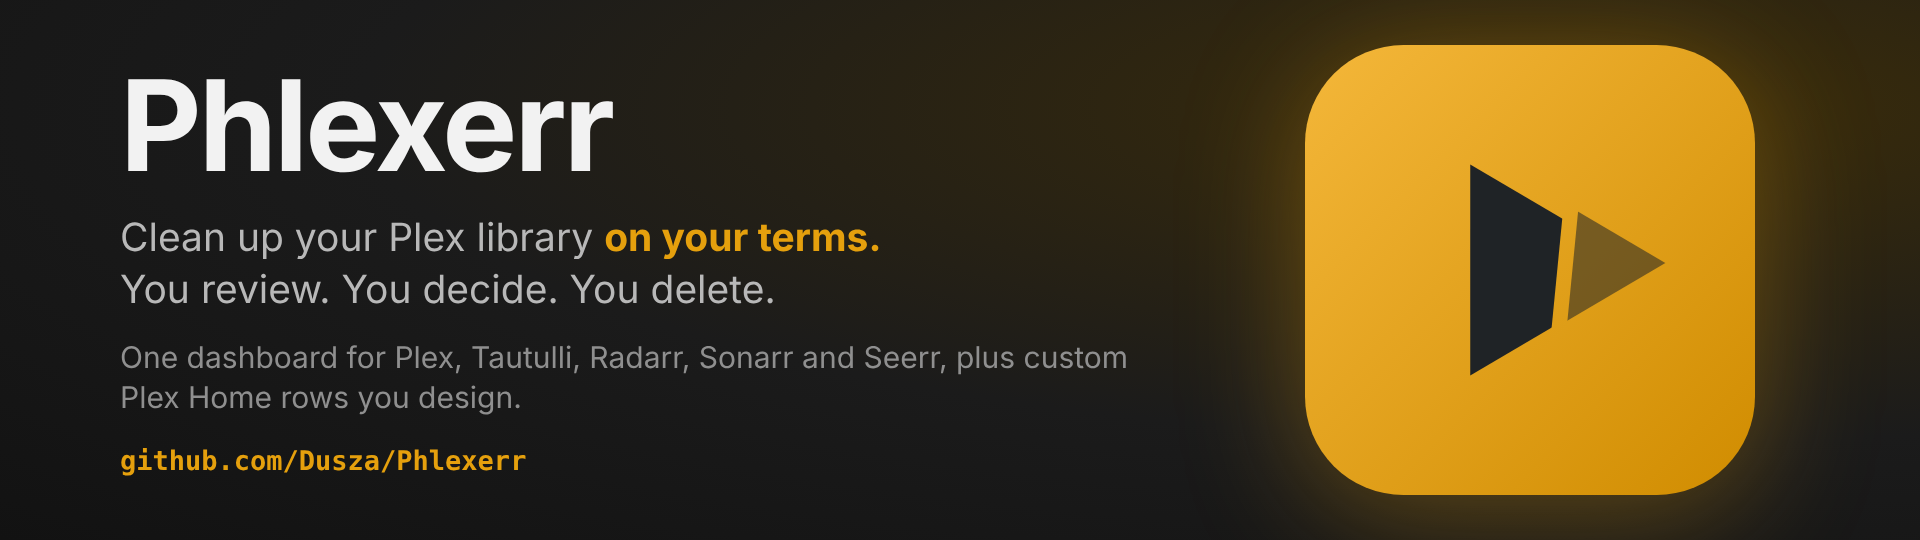 Phlexerr
Clean up your Plex library on your terms.
You review. You decide. You delete.
One dashboard for Plex, Tautulli, Radarr, Sonarr and Seerr, plus custom
Plex Home rows you design.
github.com/Dusza/Phlexerr